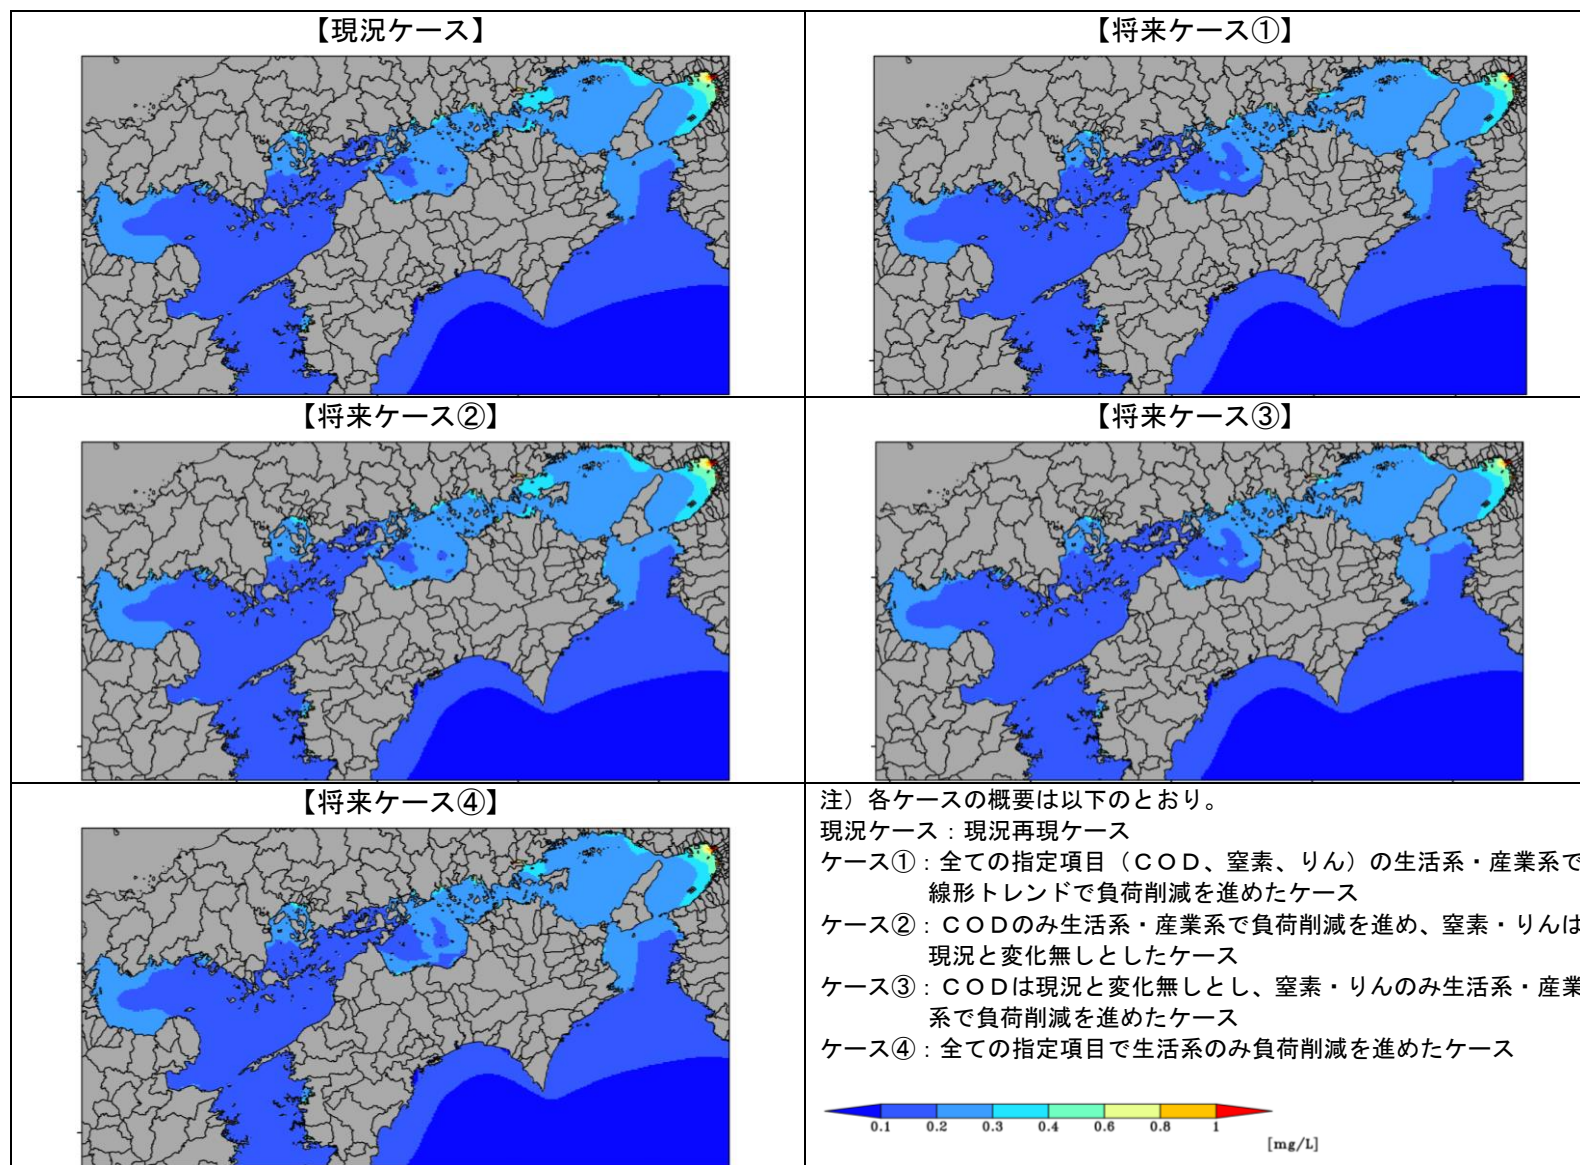 【現況ケース】
【将来ケース①】
【将来ケース②】
【将来ケース③】
【将来ケース④】
注）各ケースの概要は以下のとおり。
現況ケース：現況再現ケース
ケース①：全ての指定項目（ＣＯＤ、窒素、りん）の生活系・産業系で
線形トレンドで負荷削減を進めたケース
ケース②：ＣＯＤのみ生活系・産業系で負荷削減を進め、窒素・りんは
現況と変化無しとしたケース
ケース③：ＣＯＤは現況と変化無しとし、窒素・りんのみ生活系・産業
系で負荷削減を進めたケース
ケース④：全ての指定項目で生活系のみ負荷削減を進めたケース
0.1 0.2 0.3 0.4 0.6 0.8 1
[mg/L]